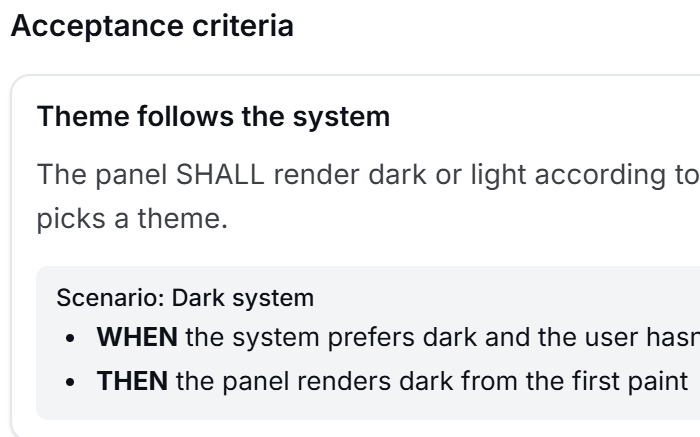 Acceptance criteria
Theme follows the system
The panel SHALL render dark or light according to
picks a theme.
Scenario: Dark system
• WHEN the system prefers dark and the user
• THEN the panel renders dark from the first paint